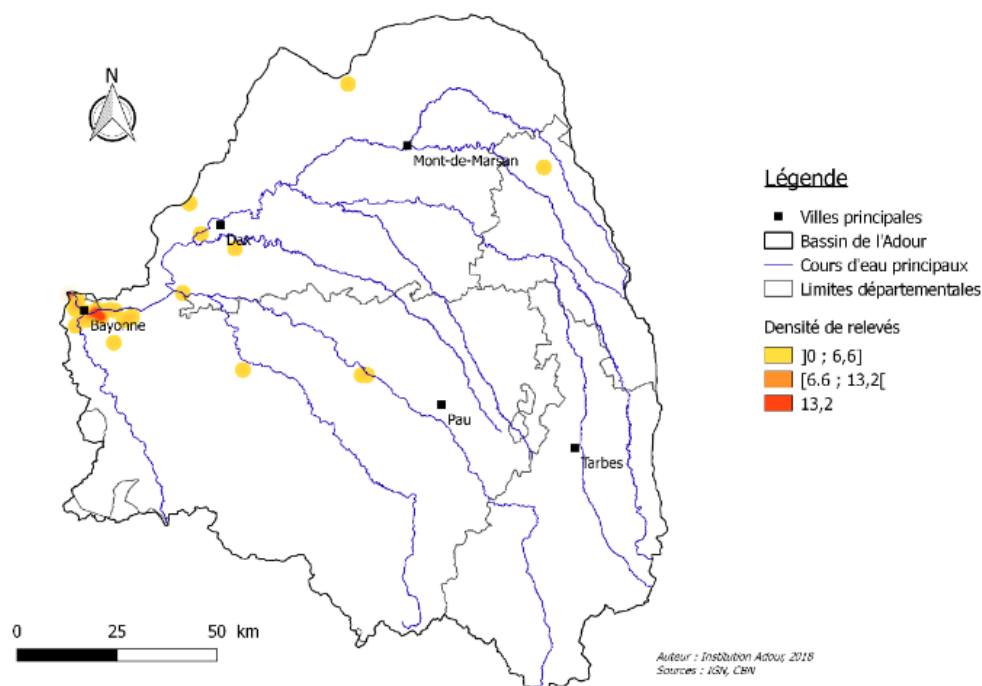 N
Mont-de-Marsan
Dax
Bayonne
Pau
Tarbes
Légende
Villes principales
Bassin de l'Adour
Cours d'eau principaux
Limites départementales
Densité de relevés
]0 ; 6,6]
[6.6 ; 13,2[
13,2
0 25 50 km
Auteur : Institution Adour, 2018
Sources : IGN, CBN